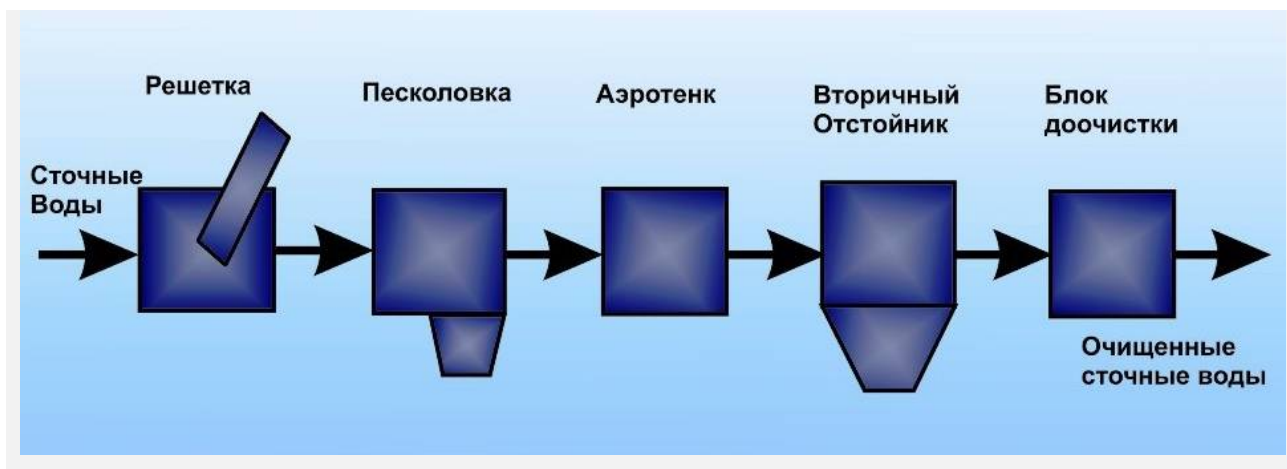 Решетка
Песколовка
Аэротенк
Вторичный
Отстойник
Блок
доочистки
Сточные
Воды
Очищенные
сточные воды